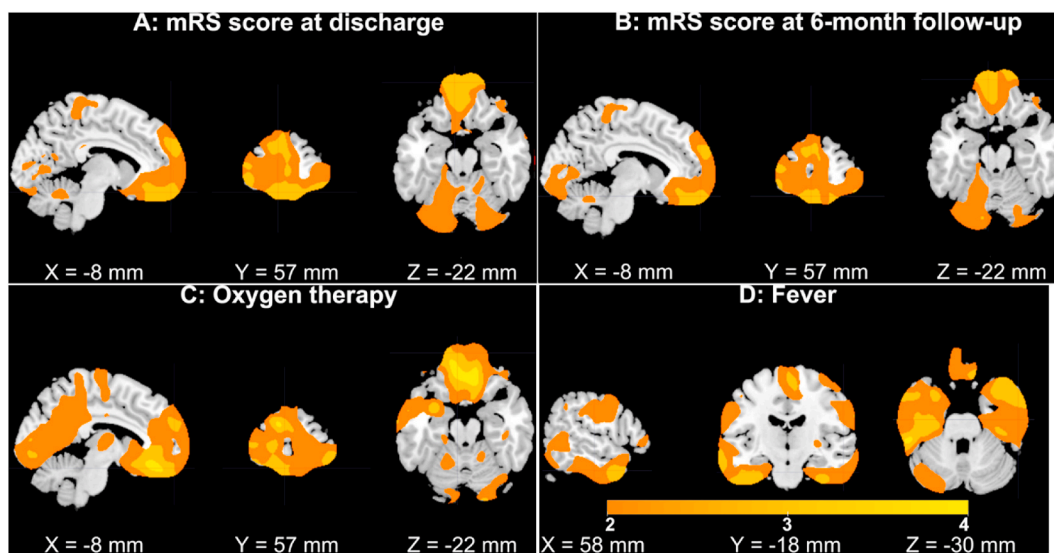 A: mRS score at discharge
X = -8 mm Y = 57 mm Z = -22 mm
B: mRS score at 6-month follow-up
X = -8 mm Y = 57 mm Z = -22 mm
C: Oxygen therapy
X = -8 mm Y = 57 mm Z = -22 mm
D: Fever
2 3 4
X = 58 mm Y = -18 mm Z = -30 mm